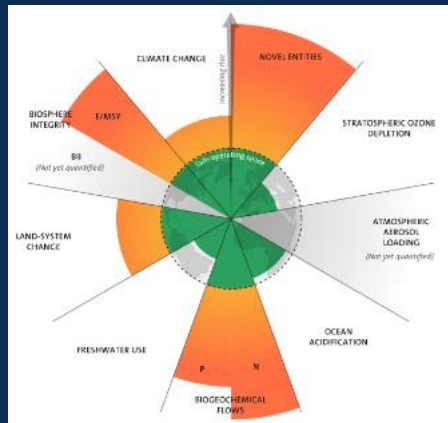 CLIMATE CHANGE
NOVEL ENTITIES
Increasing risk
BIOSPHERE
INTEGRITY
E/MSY
STRATOSPHERIC OZONE
DEPLETION
Safe operating space
BII
(Not yet quantified)
ATMOSPHERIC
AEROSOL
LOADING
(Not yet quantified)
LAND-SYSTEM
CHANGE
FRESHWATER USE
OCEAN
ACIDIFICATION
P
N
BIOGEOCHEMICAL
FLOWS